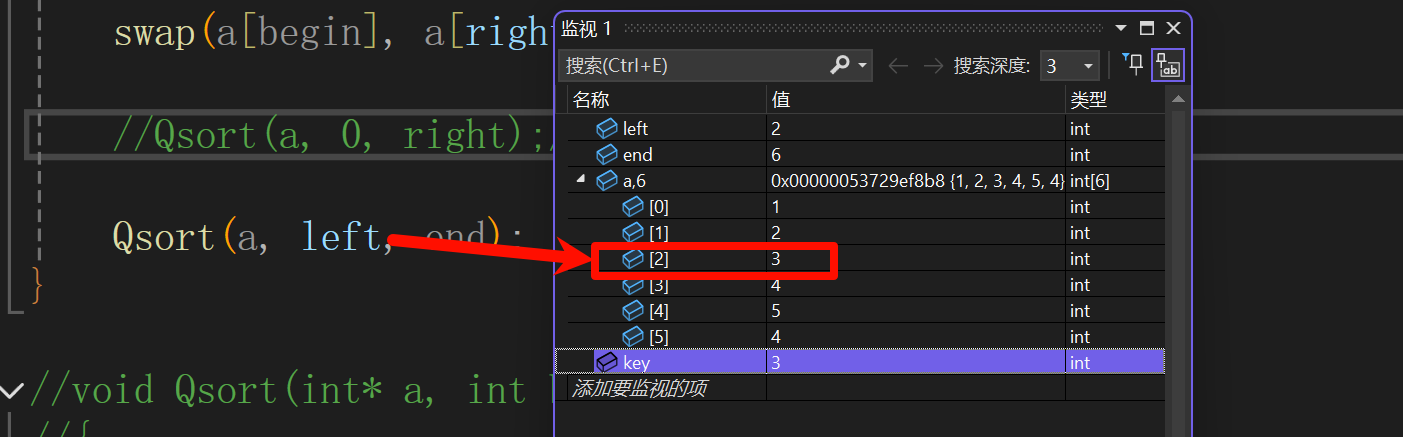 swap(a[begin], a[right
//Qsort(a, 0, right);/
Qsort(a, left, end);
}
//void Qsort(int* a, int
//{
监视 1
搜索(Ctrl+E)
搜索深度: 3
名称 值 类型
left 2 int
end 6 int
a,6 0x00000053729ef8b8 {1, 2, 3, 4, 5, 4} int[6]
[0] 1 int
[1] 2 int
[2] 3 int
[3] 4 int
[4] 5 int
[5] 4 int
key 3 int
添加要监视的项